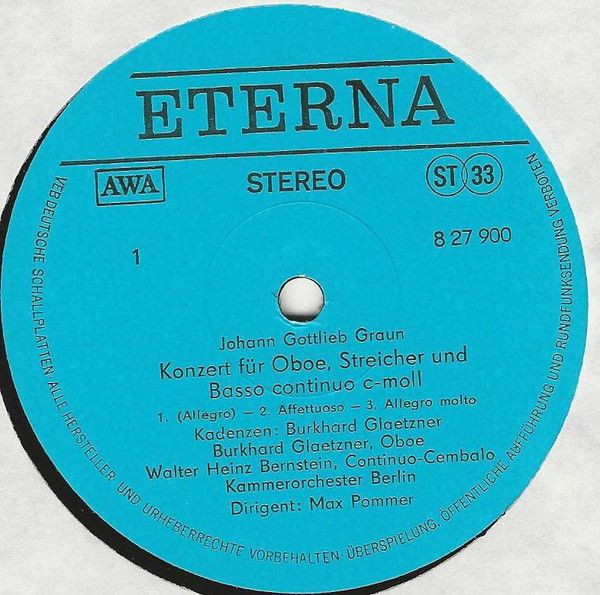 ETERNA
AWA
STEREO
ST 33
1
8 27 900
Johann Gottlieb Graun
Konzert für Oboe, Streicher und
Basso continuo c-moll
1. (Allegro) — 2. Affettuoso — 3. Allegro molto
Kadenzen: Burkhard Glaetzner
Burkhard Glaetzner, Oboe
Walter Heinz Bernstein, Continuo-Cembalo
Kammerorchester Berlin
Dirigent: Max Pommer
VEB DEUTSCHE SCHALLPLATTEN ALLE HERSTELLER- UND URHEBERRECHTE VORBEHALTEN·ÜBERSPIELUNG, ÖFFENTLICHE AUFFÜHRUNG UND RUNDFUNKSENDUNG VERBOTEN